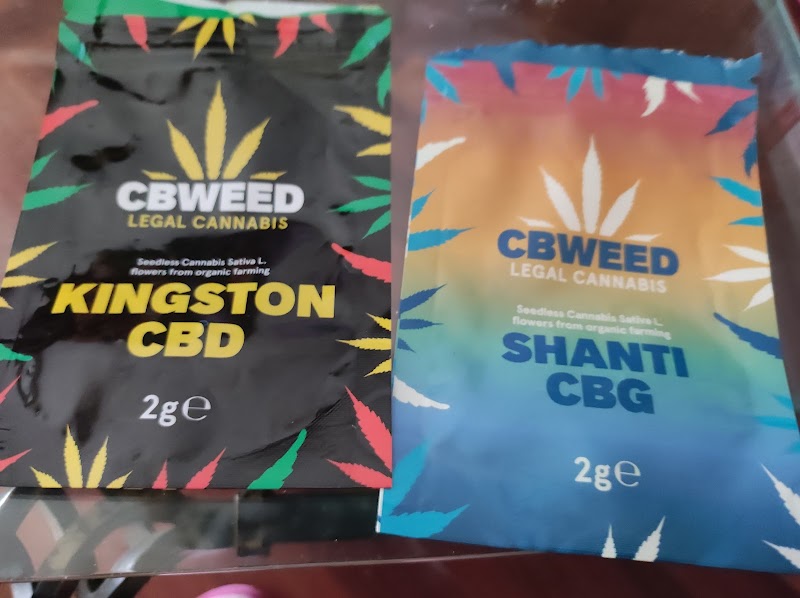 CBWEED
LEGAL CANNABIS
Seedless Cannabis Sativa L.
flowers from organic farming
KINGSTON
CBD
2g℮
CBWEED
LEGAL CANNABIS
Seedless Cannabis Sativa L.
flowers from organic farming
SHANTI
CBG
2g℮